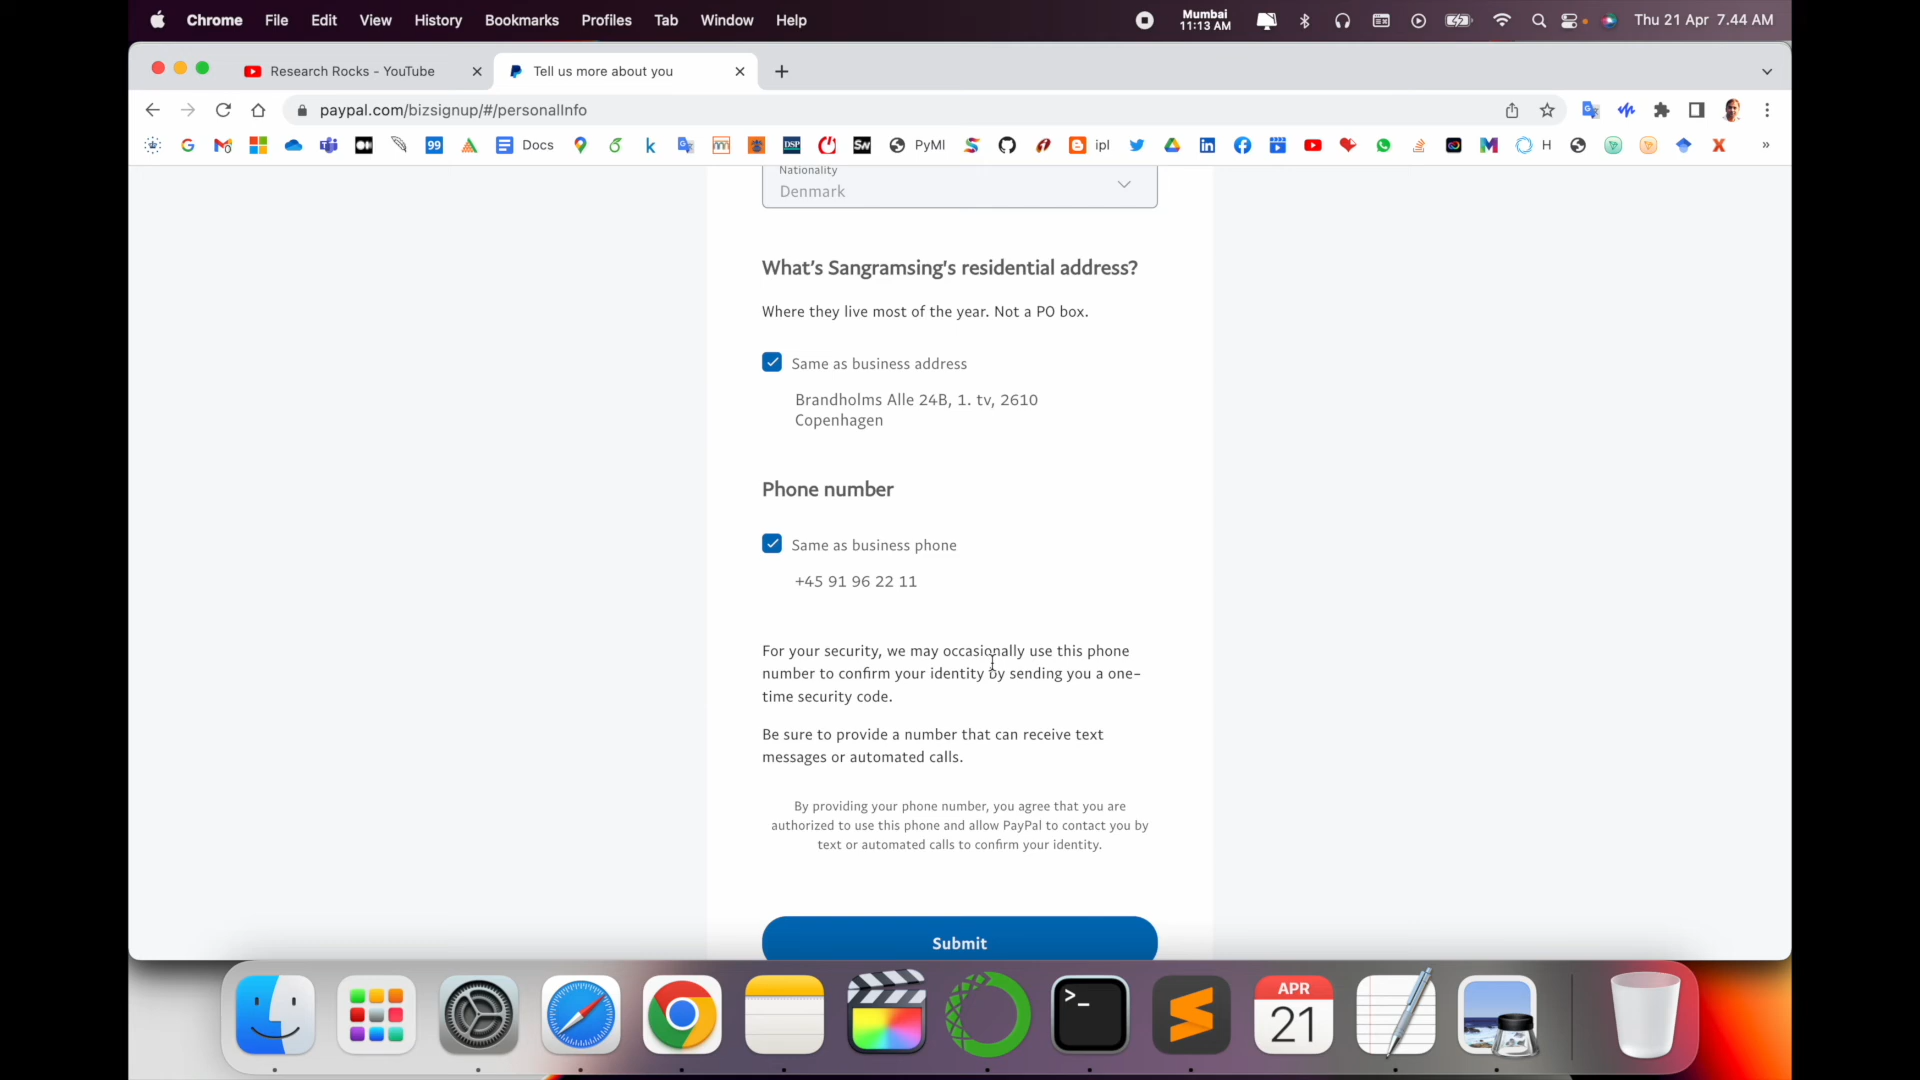 Chrome File Edit View History Bookmarks Profiles Tab Window Help
Mumbai
11:13 AM
Thu 21 Apr 7.44 AM
Research Rocks - YouTube
Tell us more about you
paypal.com/bizsignup/#/personalInfo
99
Docs
k
m
DSP
SW
PyMI
ipl
M
H
X
»
Nationality
Denmark
What's Sangramsing's residential address?
Where they live most of the year. Not a PO box.
Same as business address
Brandholms Alle 24B, 1. tv, 2610
Copenhagen
Phone number
Same as business phone
+45 91 96 22 11
For your security, we may occasionally use this phone
number to confirm your identity by sending you a one-
time security code.
Be sure to provide a number that can receive text
messages or automated calls.
By providing your phone number, you agree that you are
authorized to use this phone and allow PayPal to contact you by
text or automated calls to confirm your identity.
Submit
>_
APR
21